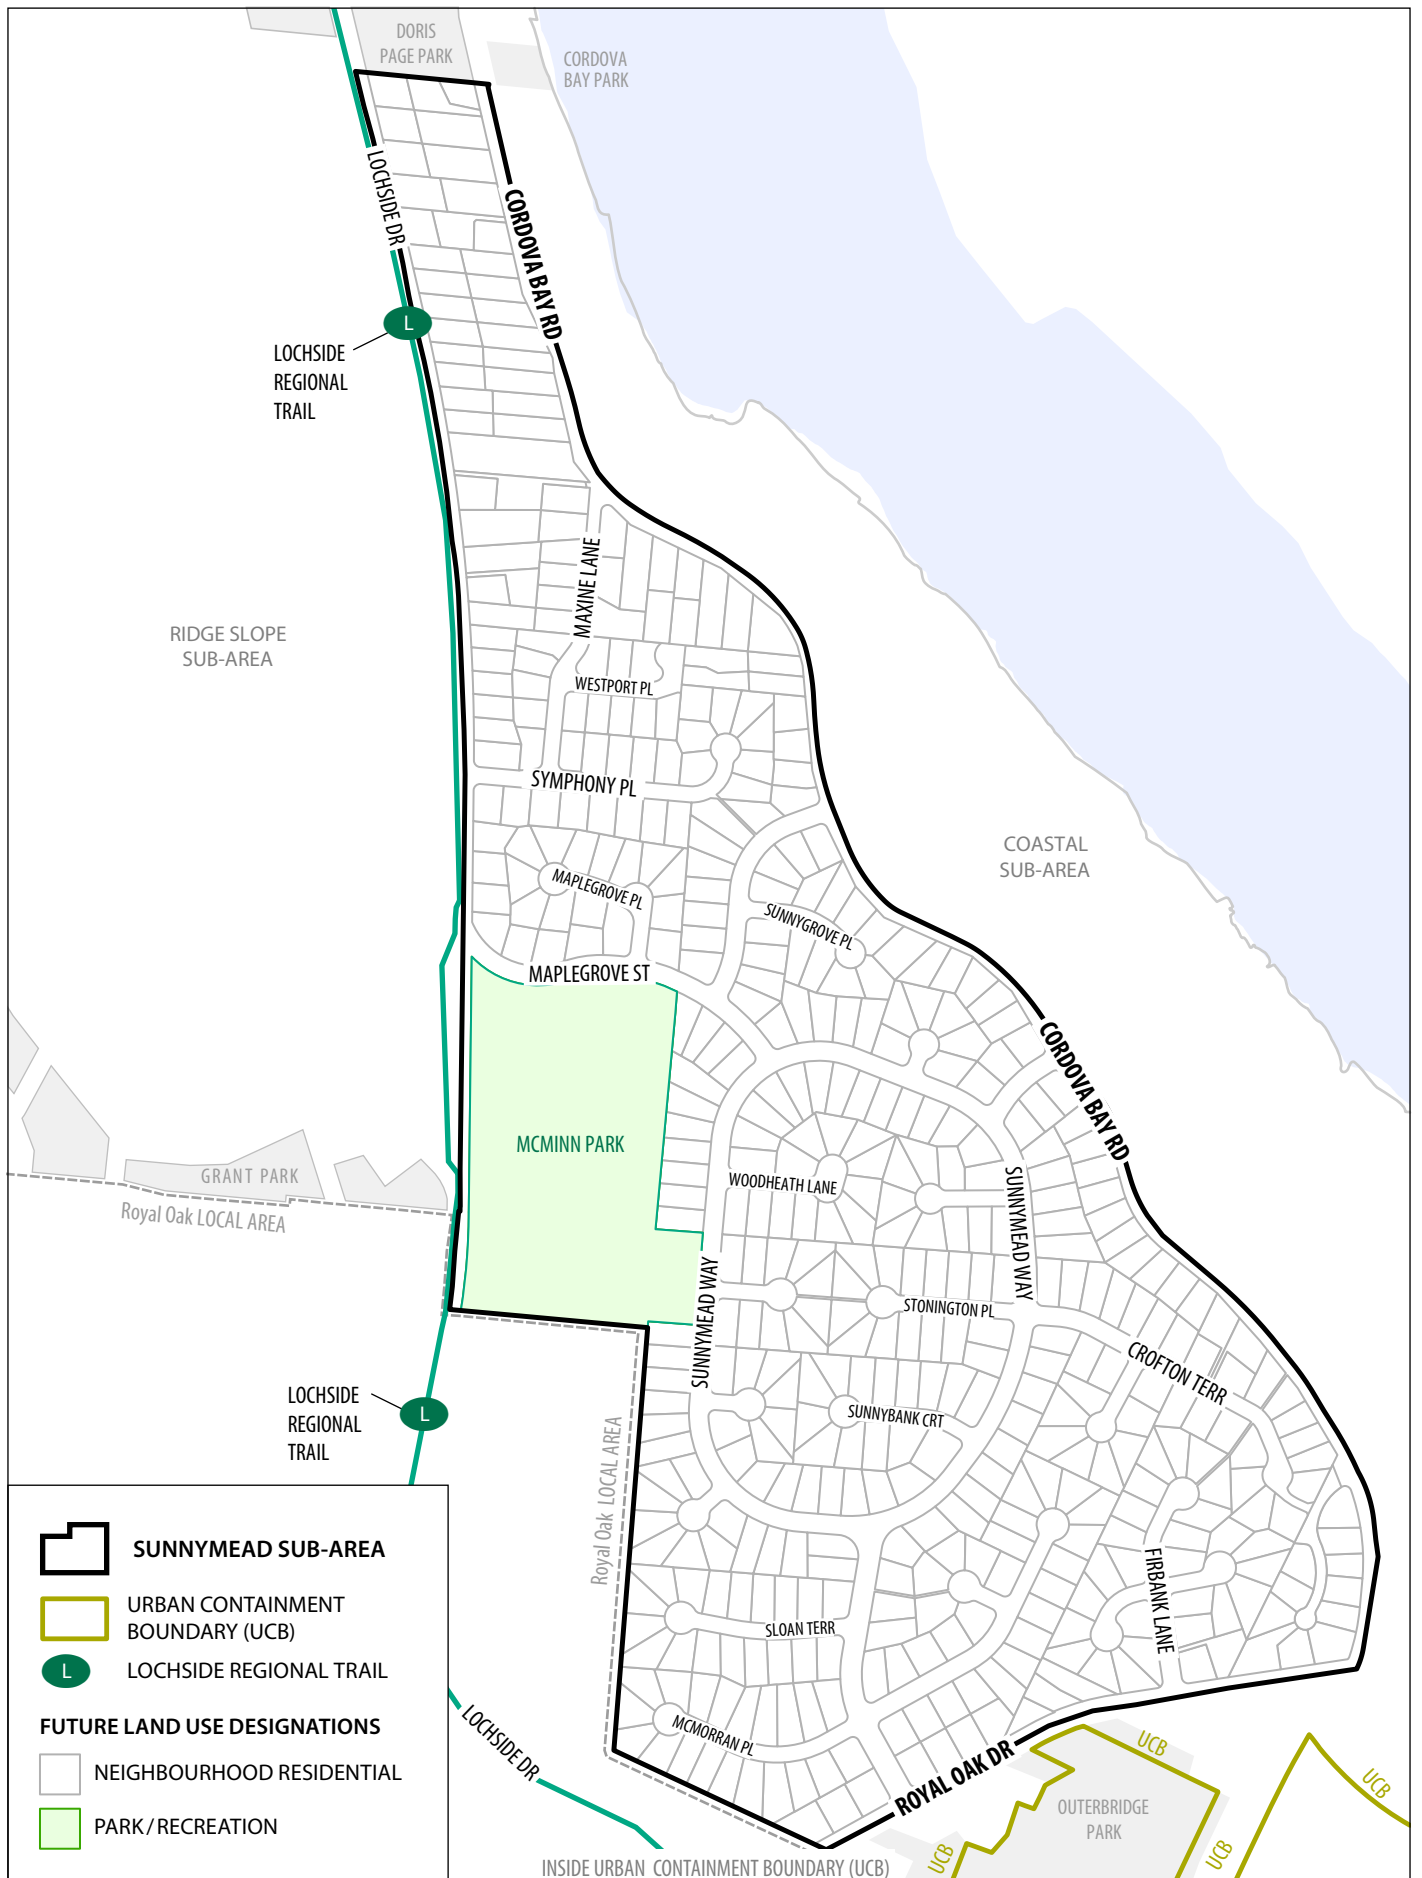 DORIS
PAGE PARK
CORDOVA
BAY PARK
LOCHSIDE DR
CORDOVA BAY RD
L
LOCHSIDE
REGIONAL
TRAIL
MAXINE LANE
RIDGE SLOPE
SUB-AREA
WESTPORT PL
SYMPHONY PL
COASTAL
SUB-AREA
MAPLEGROVE PL
SUNNYGROVE PL
MAPLEGROVE ST
CORDOVA BAY RD
MCMINN PARK
GRANT PARK
WOODHEATH LANE
SUNNYMEAD WAY
Royal Oak LOCAL AREA
SUNNYMEAD WAY
STONINGTON PL
CROFTON TERR
LOCHSIDE
REGIONAL
TRAIL
L
SUNNYBANK CRT
Royal Oak LOCAL AREA
FIRBANK LANE
SLOAN TERR
MCMORRAN PL
LOCHSIDE DR
ROYAL OAK DR
UCB
UCB
OUTERBRIDGE
PARK
UCB
UCB
INSIDE URBAN CONTAINMENT BOUNDARY (UCB)
SUNNYMEAD SUB-AREA
URBAN CONTAINMENT
BOUNDARY (UCB)
L
LOCHSIDE REGIONAL TRAIL
FUTURE LAND USE DESIGNATIONS
NEIGHBOURHOOD RESIDENTIAL
PARK/RECREATION